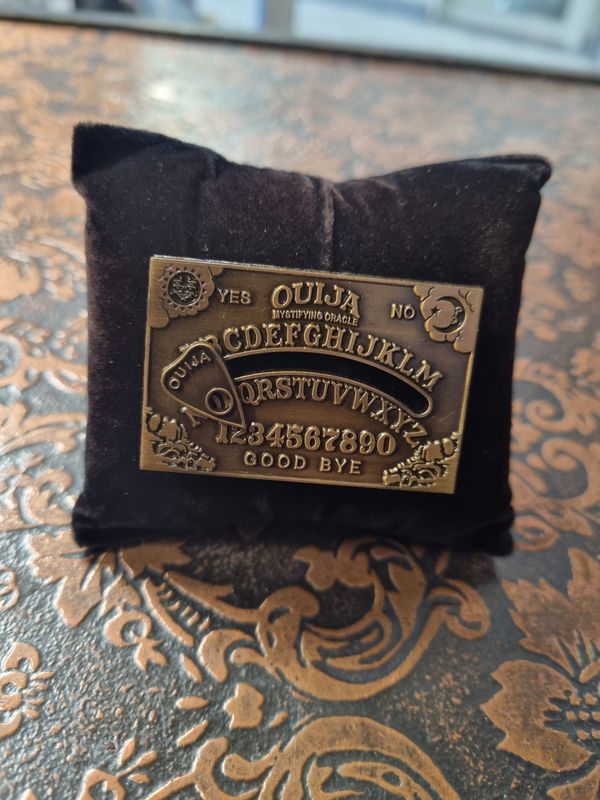 YES OUIJA NO
MYSTIFYING ORACLE
BCDEFGHIJKLM
OUIJA
QRSTUVWXYZ
1234567890
GOOD BYE